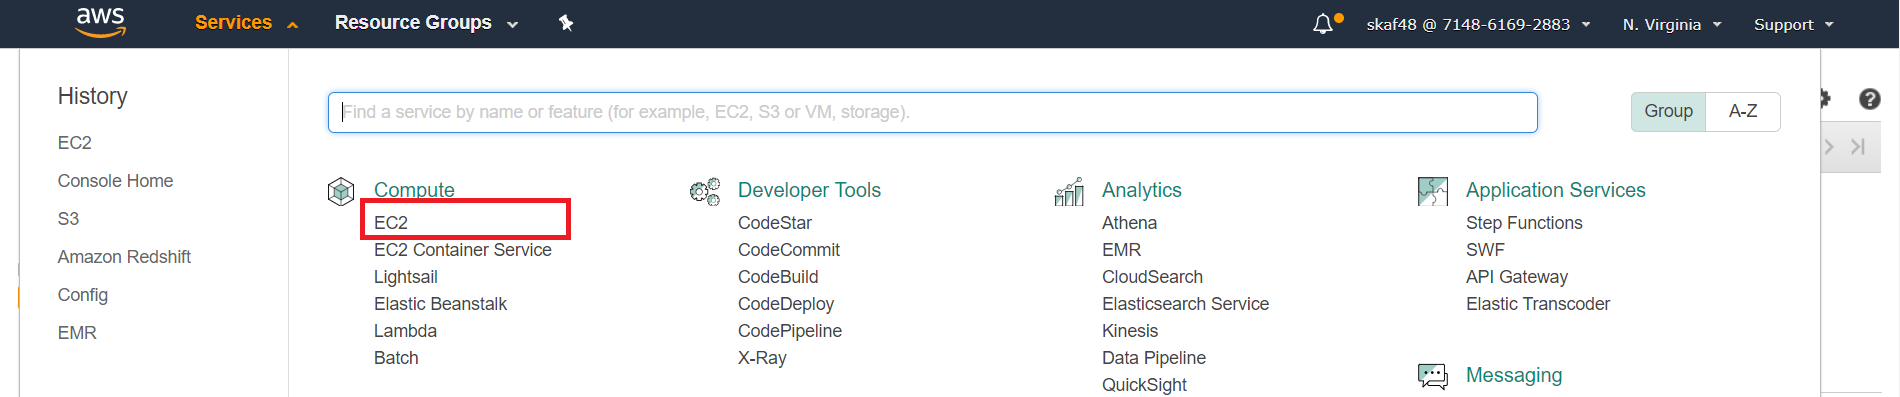 aws
Services
Resource Groups
skaf48 @ 7148-6169-2883
N. Virginia
Support
History
EC2
Console Home
S3
Amazon Redshift
Config
EMR
Find a service by name or feature (for example, EC2, S3 or VM, storage).
Group
A-Z
Compute
EC2
EC2 Container Service
Lightsail
Elastic Beanstalk
Lambda
Batch
Developer Tools
CodeStar
CodeCommit
CodeBuild
CodeDeploy
CodePipeline
X-Ray
Analytics
Athena
EMR
CloudSearch
Elasticsearch Service
Kinesis
Data Pipeline
QuickSight
Application Services
Step Functions
SWF
API Gateway
Elastic Transcoder
Messaging